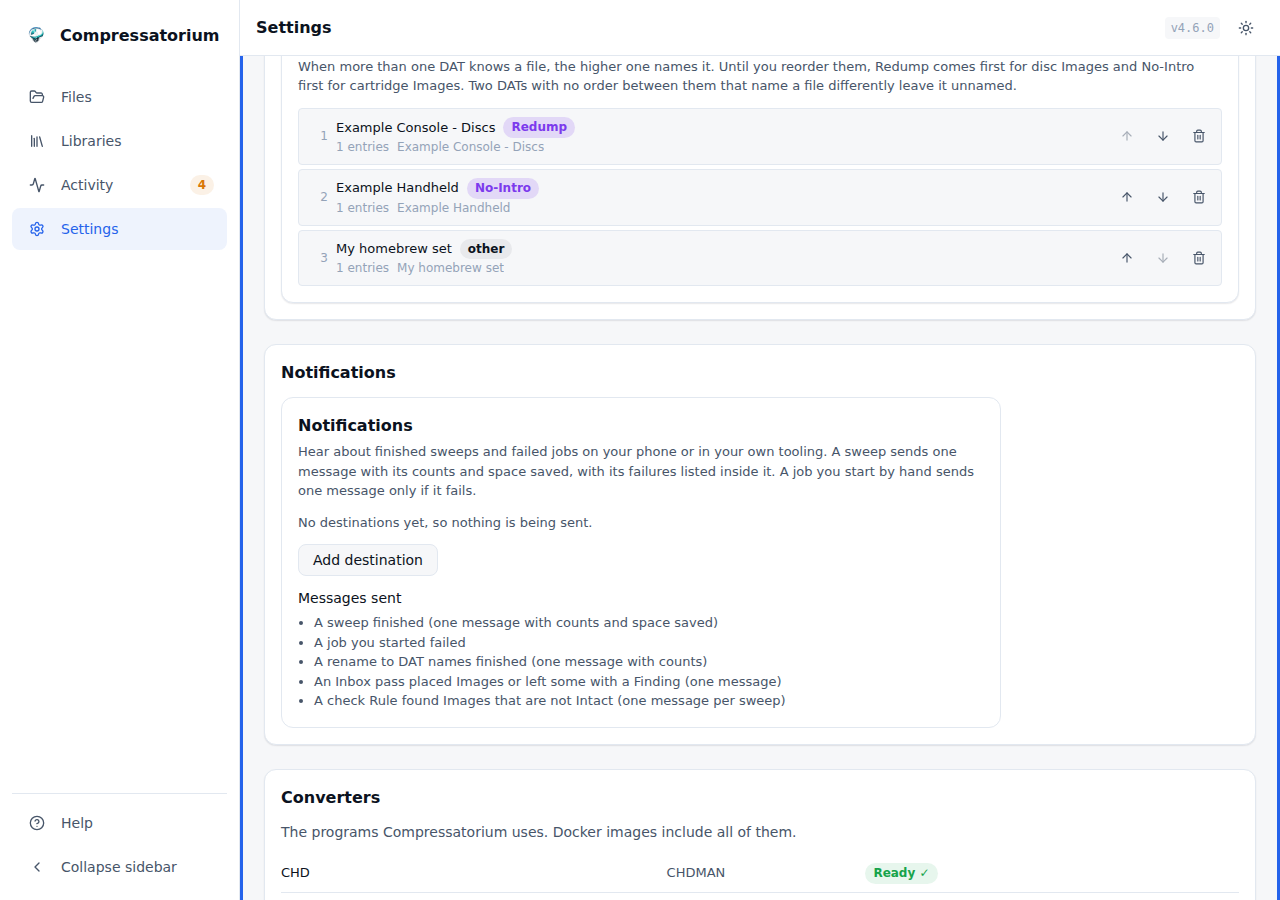 Compressatorium
Settings
v4.6.0
Files
Libraries
Activity
4
Settings
Help
Collapse sidebar
When more than one DAT knows a file, the higher one names it. Until you reorder them, Redump comes first for disc Images and No-Intro
first for cartridge Images. Two DATs with no order between them that name a file differently leave it unnamed.
1
Example Console - Discs Redump
1 entries Example Console - Discs
2
Example Handheld No-Intro
1 entries Example Handheld
3
My homebrew set other
1 entries My homebrew set
Notifications
Notifications
Hear about finished sweeps and failed jobs on your phone or in your own tooling. A sweep sends one
message with its counts and space saved, with its failures listed inside it. A job you start by hand sends
one message only if it fails.
No destinations yet, so nothing is being sent.
Add destination
Messages sent
• A sweep finished (one message with counts and space saved)
• A job you started failed
• A rename to DAT names finished (one message with counts)
• An Inbox pass placed Images or left some with a Finding (one message)
• A check Rule found Images that are not Intact (one message per sweep)
Converters
The programs Compressatorium uses. Docker images include all of them.
CHD CHDMAN Ready ✓